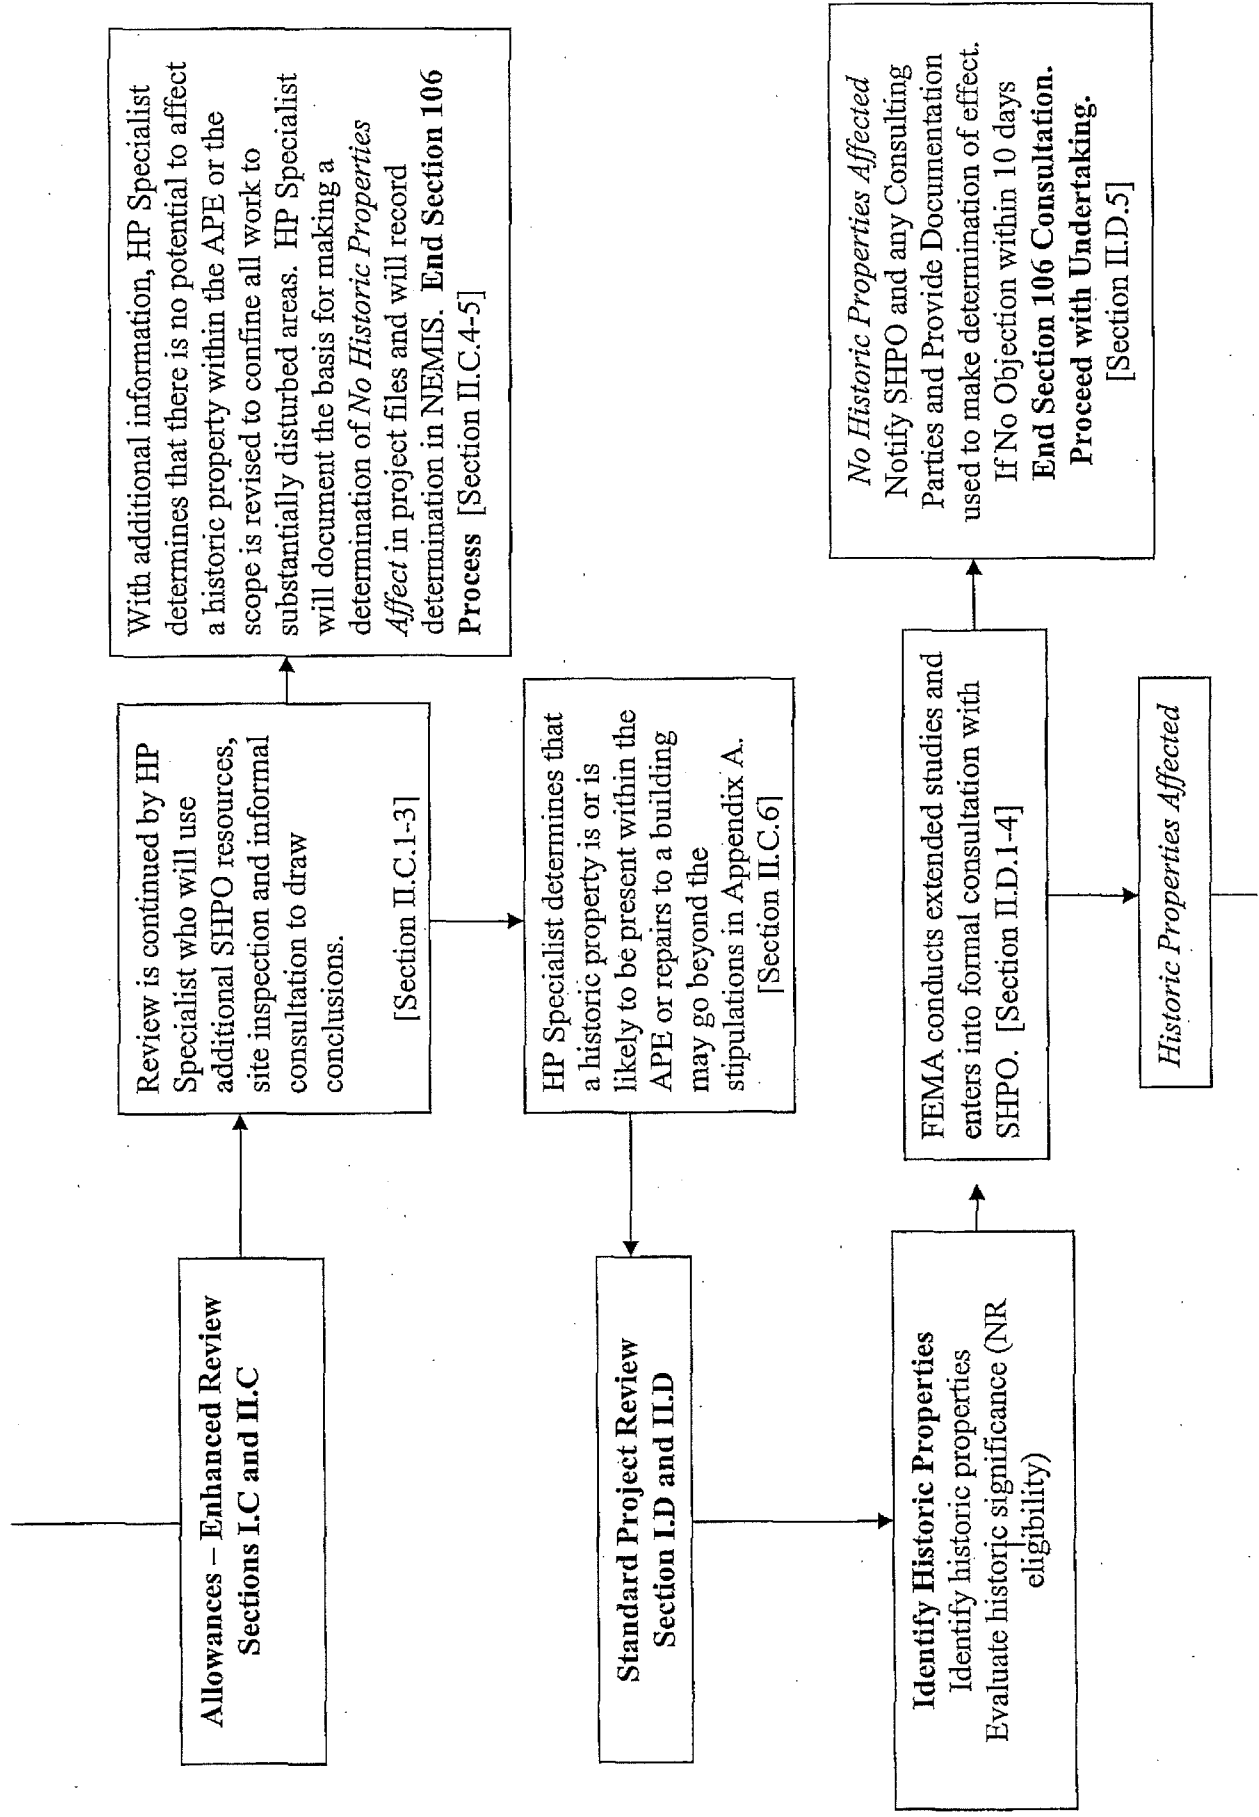 Allowances – Enhanced Review
Sections I.C and II.C
Review is continued by HP
Specialist who will use
additional SHPO resources,
site inspection and informal
consultation to draw
conclusions.
[Section II.C.1-3]
With additional information, HP Specialist
determines that there is no potential to affect
a historic property within the APE or the
scope is revised to confine all work to
substantially disturbed areas. HP Specialist
will document the basis for making a
determination of No Historic Properties
Affect in project files and will record
determination in NEMIS. End Section 106
Process [Section II.C.4-5]
HP Specialist determines that
a historic property is or is
likely to be present within the
APE or repairs to a building
may go beyond the
stipulations in Appendix A.
[Section II.C.6]
Standard Project Review
Section I.D and II.D
Identify Historic Properties
Identify historic properties
Evaluate historic significance (NR
eligibility)
FEMA conducts extended studies and
enters into formal consultation with
SHPO. [Section II.D.1-4]
No Historic Properties Affected
Notify SHPO and any Consulting
Parties and Provide Documentation
used to make determination of effect.
If No Objection within 10 days
End Section 106 Consultation.
Proceed with Undertaking.
[Section II.D.5]
Historic Properties Affected